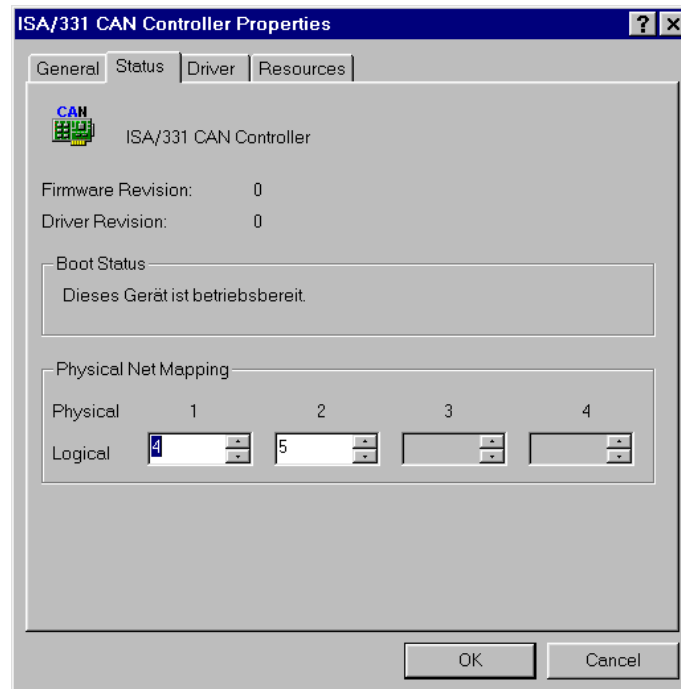 ISA/331 CAN Controller Properties
General Status Driver Resources
CAN
ISA/331 CAN Controller
Firmware Revision: 0
Driver Revision: 0
Boot Status
Dieses Gerät ist betriebsbereit.
Physical Net Mapping
Physical 1 2 3 4
Logical 4 5
OK Cancel